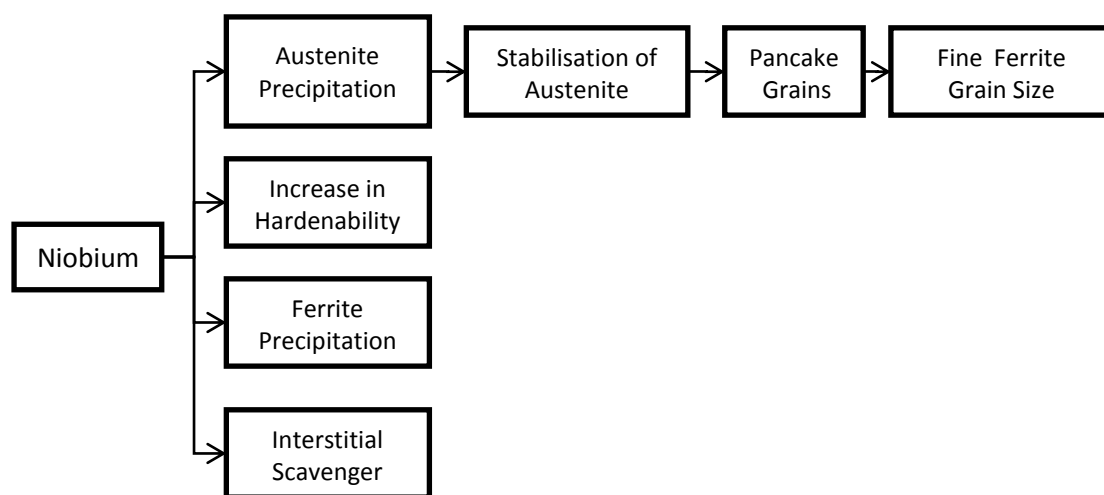 Niobium
Austenite
Precipitation
Stabilisation of
Austenite
Pancake
Grains
Fine Ferrite
Grain Size
Increase in
Hardenability
Ferrite
Precipitation
Interstitial
Scavenger